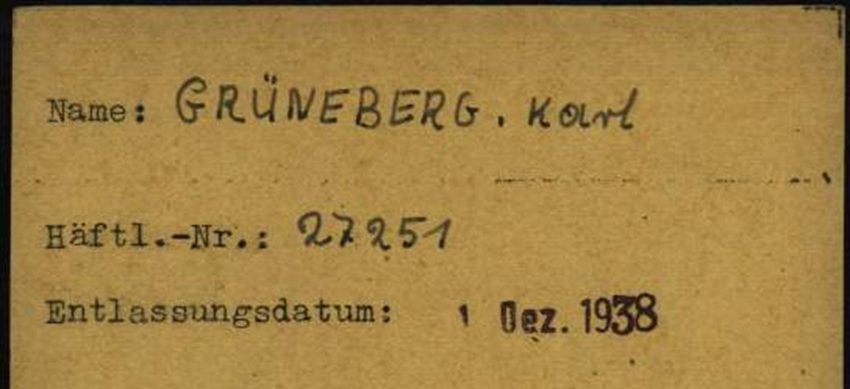 Name: GRÜNEBERG, Karl
Häftl.-Nr.: 27251
Entlassungsdatum: 1 Dez. 1938